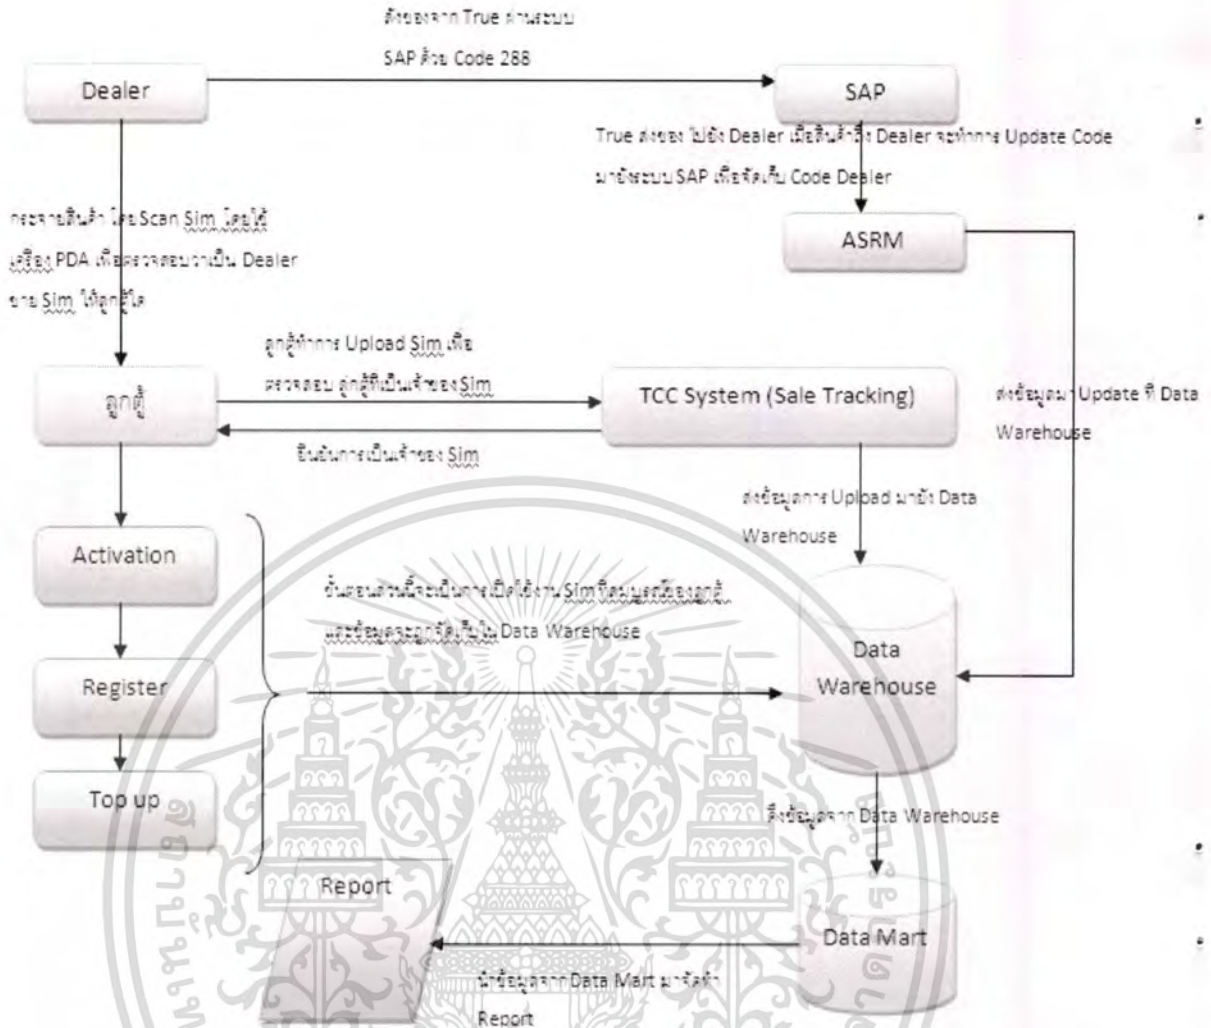 สั่งของจาก True ผ่านระบบ
SAP ด้วย Code 288
Dealer
SAP
True ส่งของ ไปยัง Dealer เมื่อสินค้าถึง Dealer จะทำการ Update Code
มายังระบบ SAP เพื่อจัดเก็บ Code Dealer
กระจายสินค้า โดย Scan Sim โดยใช้
เครื่อง PDA เพื่อตรวจสอบว่าเป็น Dealer
ขาย Sim ให้ลูกตู้ใด
ASRM
ลูกตู้ทำการ Upload Sim เพื่อ
ตรวจสอบ ลูกตู้ที่เป็นเจ้าของ Sim
ลูกตู้
TCC System (Sale Tracking)
ส่งข้อมูลมา Update ที่ Data
Warehouse
ยืนยันการเป็นเจ้าของ Sim
ส่งข้อมูลการ Upload มายัง Data
Warehouse
Activation
ขั้นตอนส่วนนี้จะเป็นการเปิดใช้งาน Sim ที่สมบูรณ์ของลูกตู้
และข้อมูลจะถูกจัดเก็บใน Data Warehouse
Data
Warehouse
Register
Top up
ดึงข้อมูลจาก Data Warehouse
Report
Data Mart
นำข้อมูลจาก Data Mart มาจัดทำ
Report